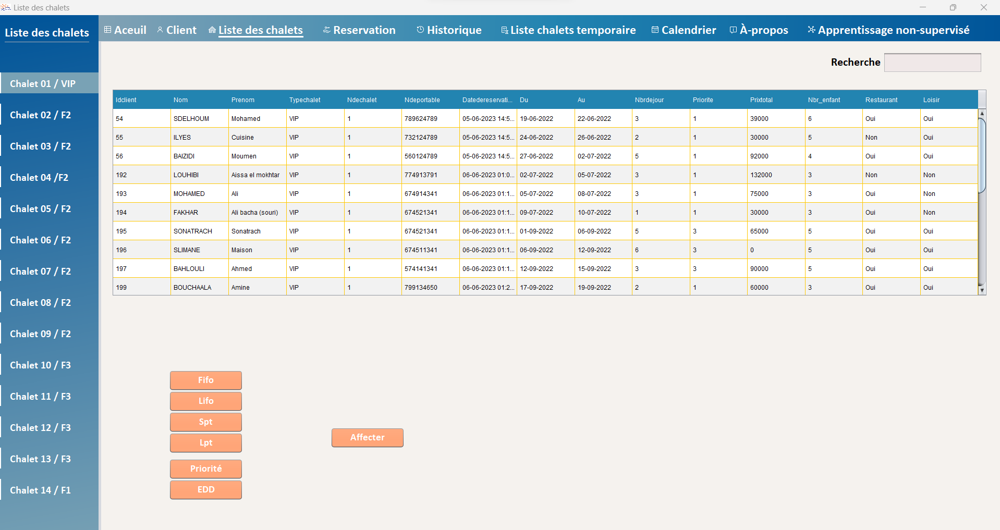 Liste des chalets
Liste des chalets
Aceuil Client Liste des chalets Reservation Historique Liste chalets temporaire Calendrier À-propos Apprentissage non-supervisé
Recherche
Chalet 01 / VIP
Chalet 02 / F2
Chalet 03 / F2
Chalet 04 /F2
Chalet 05 / F2
Chalet 06 / F2
Chalet 07 / F2
Chalet 08 / F2
Chalet 09 / F2
Chalet 10 / F3
Chalet 11 / F3
Chalet 12 / F3
Chalet 13 / F3
Chalet 14 / F1
Idclient Nom Prenom Typechalet Ndechalet Ndeportable Datedereservati... Du Au Nbrdejour Priorite Prixtotal Nbr_enfant Restaurant Loisir
54 SDELHOUM Mohamed VIP 1 789624789 05-06-2023 14:5... 19-06-2022 22-06-2022 3 1 39000 6 Oui Oui
55 ILYES Cuisine VIP 1 732124789 05-06-2023 14:5... 24-06-2022 26-06-2022 2 1 30000 5 Non Oui
56 BAIZIDI Moumen VIP 1 560124789 05-06-2023 14:5... 27-06-2022 02-07-2022 5 1 92000 4 Oui Oui
192 LOUHIBI Aissa el mokhtar VIP 1 774913791 06-06-2023 01:0... 02-07-2022 05-07-2022 3 1 132000 3 Non Non
193 MOHAMED Ali VIP 1 674914341 06-06-2023 01:1... 05-07-2022 08-07-2022 3 1 75000 3 Oui Non
194 FAKHAR Ali bacha (souri) VIP 1 674521341 06-06-2023 01:1... 09-07-2022 10-07-2022 1 1 30000 3 Oui Non
195 SONATRACH Sonatrach VIP 1 674521341 06-06-2023 01:1... 01-09-2022 06-09-2022 5 3 65000 5 Oui Oui
196 SLIMANE Maison VIP 1 674511341 06-06-2023 01:1... 06-09-2022 12-09-2022 6 3 0 5 Oui Oui
197 BAHLOULI Ahmed VIP 1 574141341 06-06-2023 01:1... 12-09-2022 15-09-2022 3 3 90000 5 Oui Oui
199 BOUCHAALA Amine VIP 1 799134650 06-06-2023 01:2... 17-09-2022 19-09-2022 2 1 60000 3 Oui Oui
Fifo
Lifo
Spt
Lpt
Priorité
EDD
Affecter